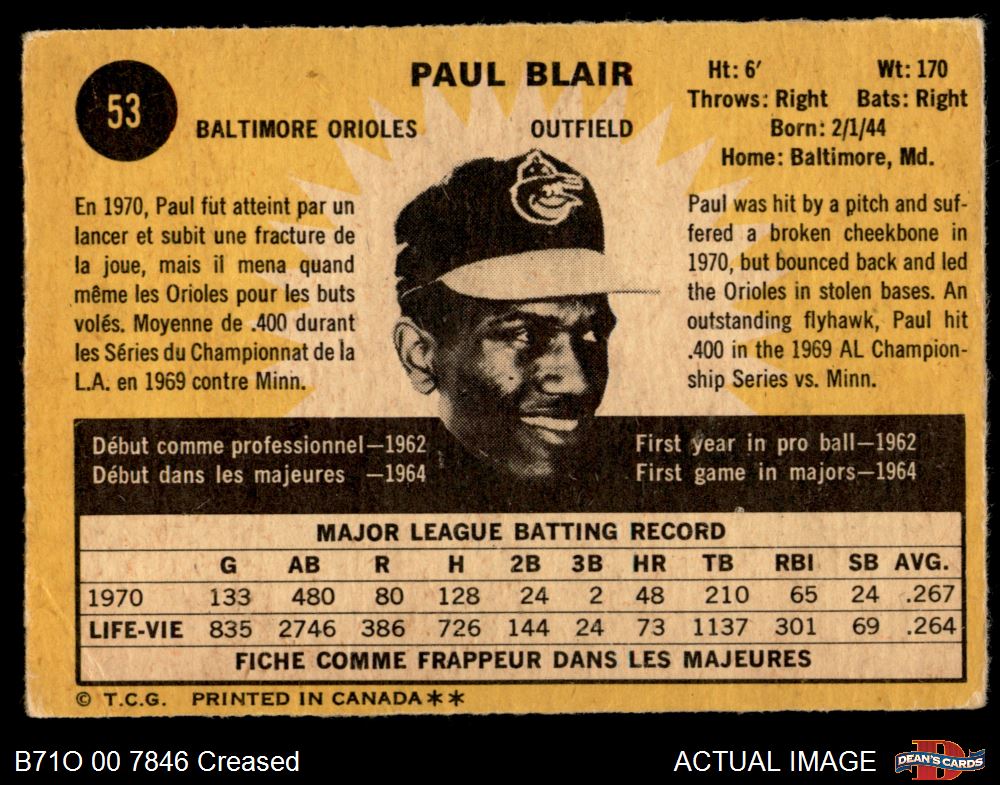 53
PAUL BLAIR
BALTIMORE ORIOLES OUTFIELD
Ht: 6′ Wt: 170
Throws: Right Bats: Right
Born: 2/1/44
Home: Baltimore, Md.
En 1970, Paul fut atteint par un
lancer et subit une fracture de
la joue, mais il mena quand
même les Orioles pour les buts
volés. Moyenne de .400 durant
les Séries du Championnat de la
L.A. en 1969 contre Minn.
Paul was hit by a pitch and suf-
fered a broken cheekbone in
1970, but bounced back and led
the Orioles in stolen bases. An
outstanding flyhawk, Paul hit
.400 in the 1969 AL Champion-
ship Series vs. Minn.
Début comme professionnel—1962
Début dans les majeures —1964
First year in pro ball—1962
First game in majors—1964
MAJOR LEAGUE BATTING RECORD
G AB R H 2B 3B HR TB RBI SB AVG.
1970 133 480 80 128 24 2 48 210 65 24 .267
LIFE-VIE 835 2746 386 726 144 24 73 1137 301 69 .264
FICHE COMME FRAPPEUR DANS LES MAJEURES
© T.C.G. PRINTED IN CANADA**
B71O 00 7846 Creased
ACTUAL IMAGE
DEAN'S CARDS